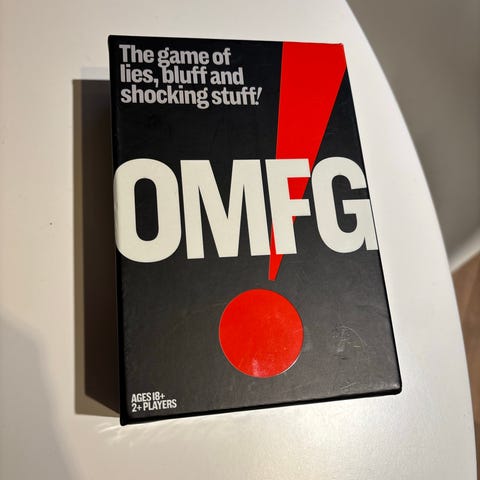 The game of
lies, bluff and
shocking stuff!
OMFG
AGES 18+
2+ PLAYERS